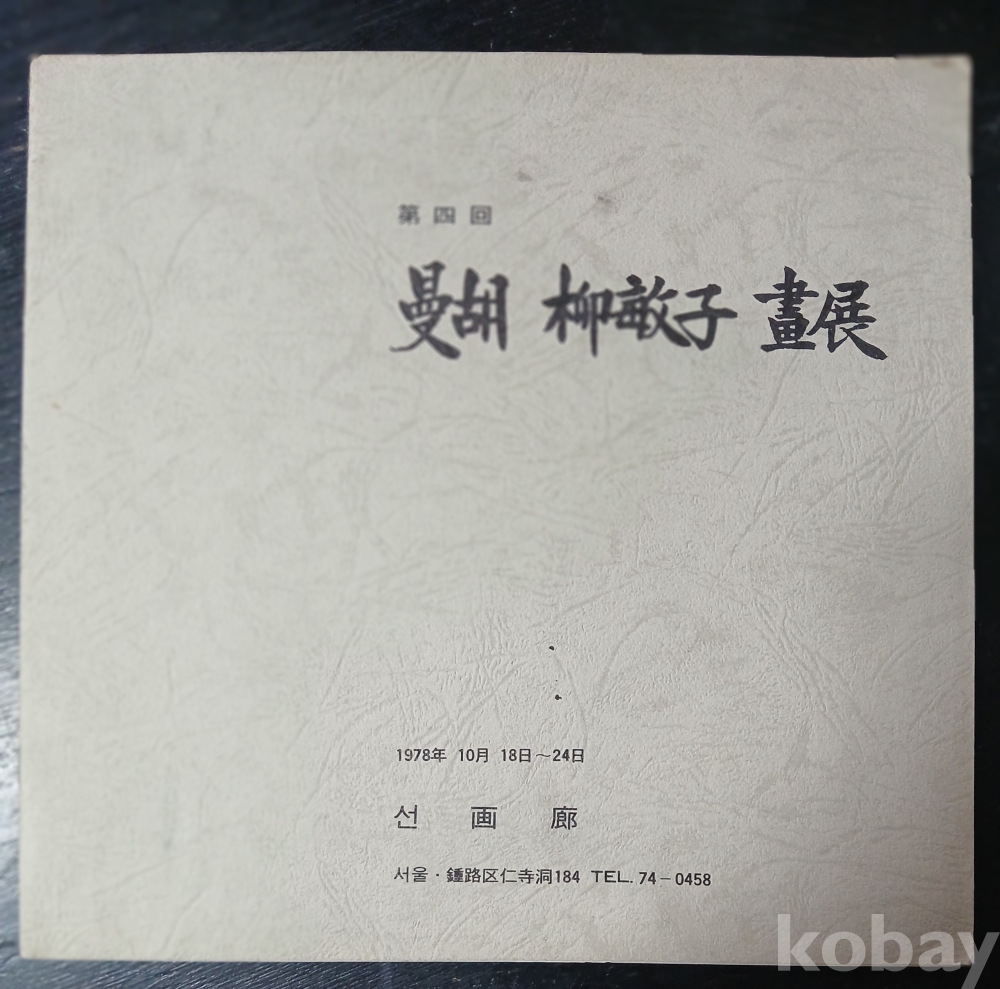 第四回
曼胡 柳敏子 畫展
1978年 10月 18日~24日
선 画 廊
서울·鍾路区仁寺洞184 TEL. 74-0458
kobay